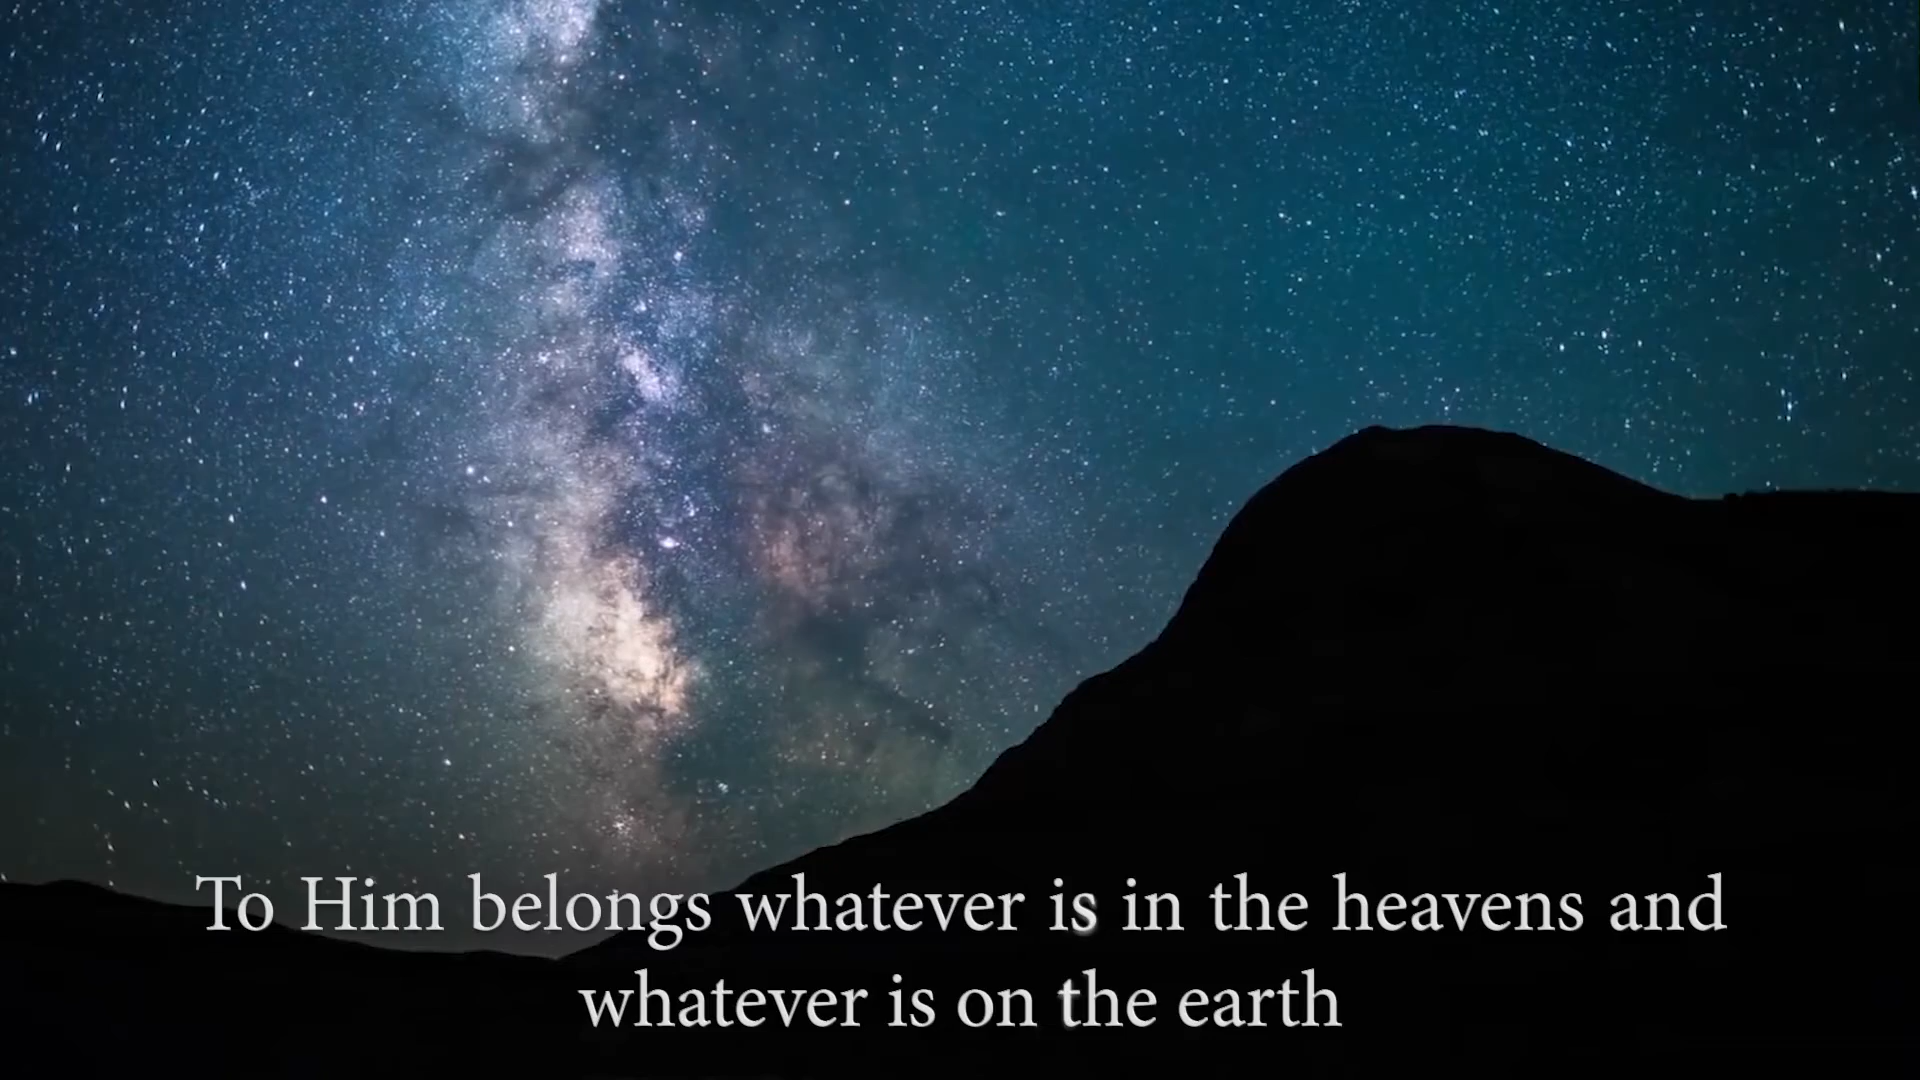 To Him belongs whatever is in the heavens and
whatever is on the earth